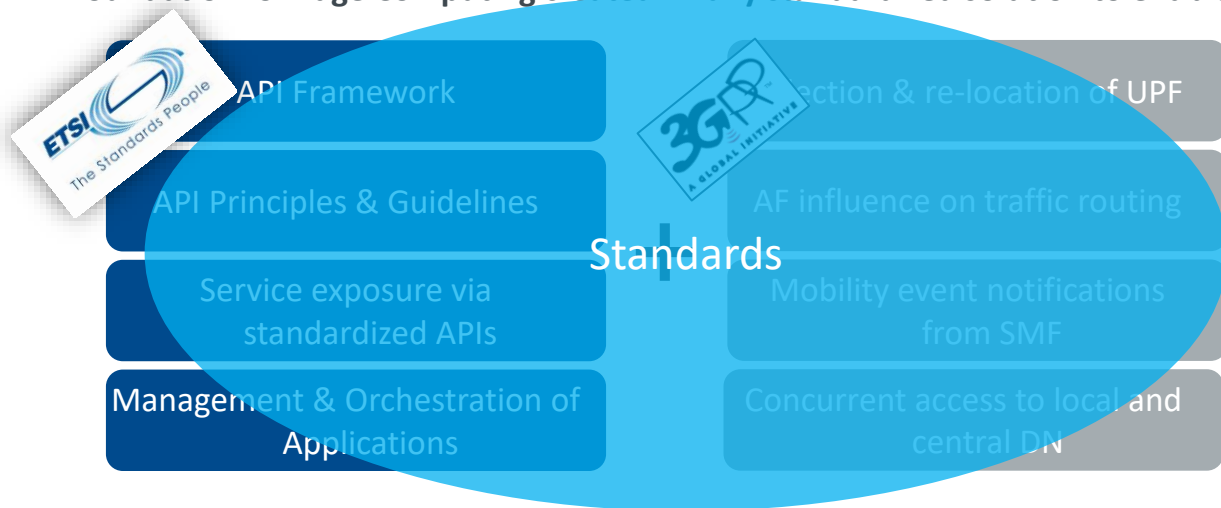 ETSI
The Standards People
API Framework
API Principles & Guidelines
Service exposure via
standardized APIs
Management & Orchestration of
Applications
Standards
+
3GPP
A GLOBAL INITIATIVE
& re-location of UPF
AF influence on traffic routing
Mobility event notifications
from SMF
Concurrent access to local and
central DN